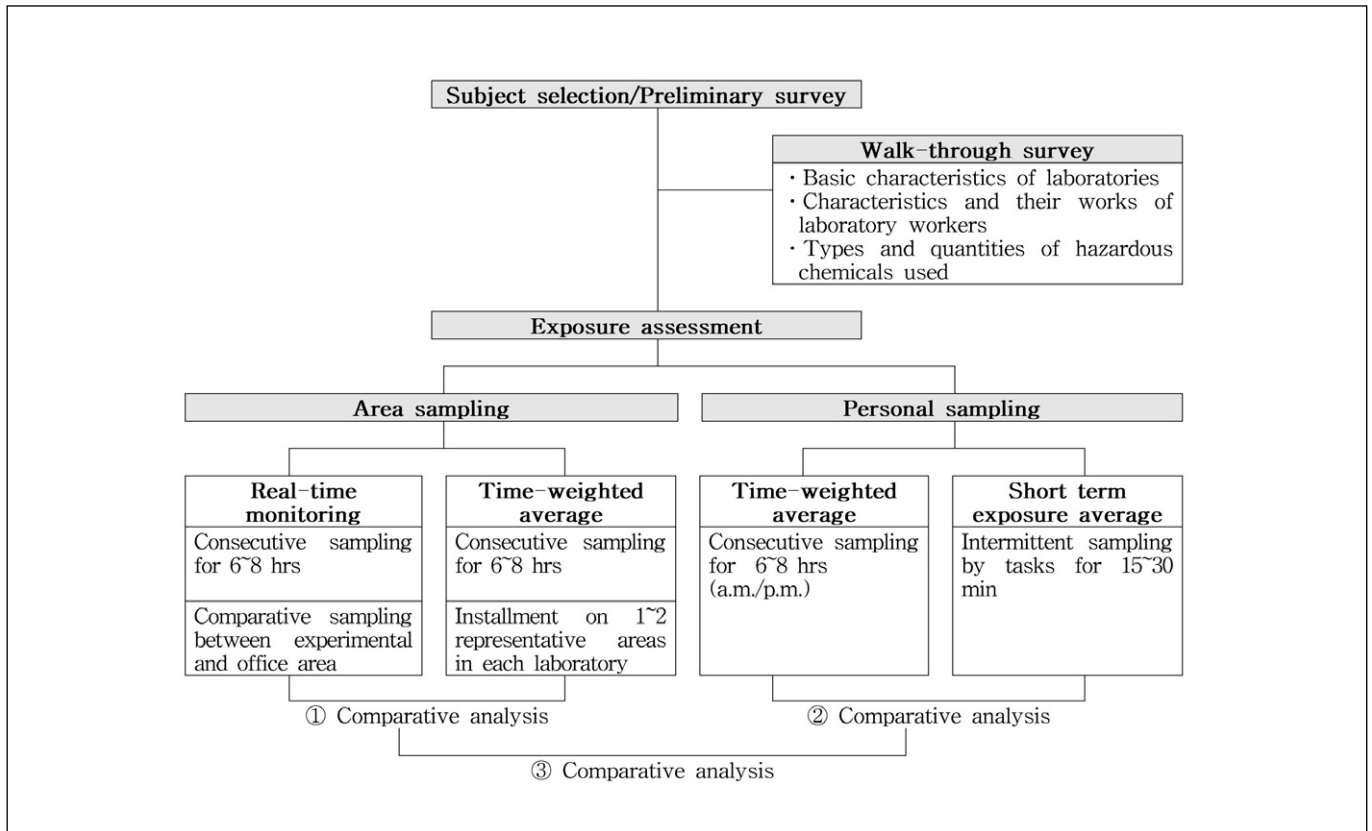 Subject selection/Preliminary survey
Walk-through survey
· Basic characteristics of laboratories
· Characteristics and their works of
laboratory workers
· Types and quantities of hazardous
chemicals used
Exposure assessment
Area sampling
Personal sampling
Real-time
monitoring
Consecutive sampling
for 6~8 hrs
Comparative sampling
between experimental
and office area
Time-weighted
average
Consecutive sampling
for 6~8 hrs
Installment on 1~2
representative areas
in each laboratory
Time-weighted
average
Consecutive sampling
for 6~8 hrs
(a.m./p.m.)
Short term
exposure average
Intermittent sampling
by tasks for 15~30
min
① Comparative analysis
② Comparative analysis
③ Comparative analysis